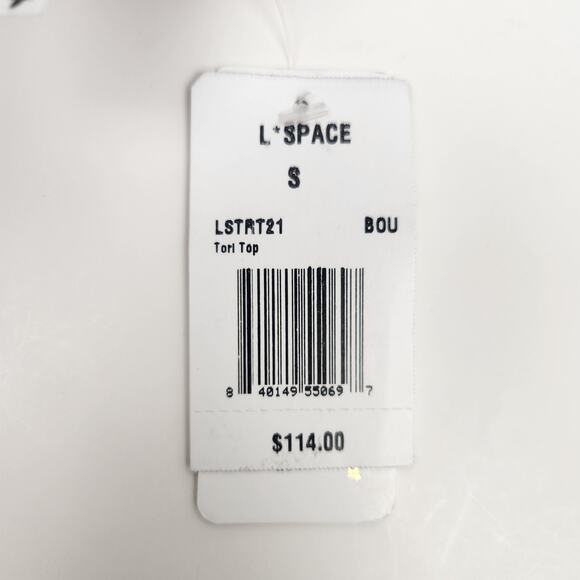 L*SPACE
S
LSTRT21 BOU
Tori Top
8 40149 55069 7
$114.00